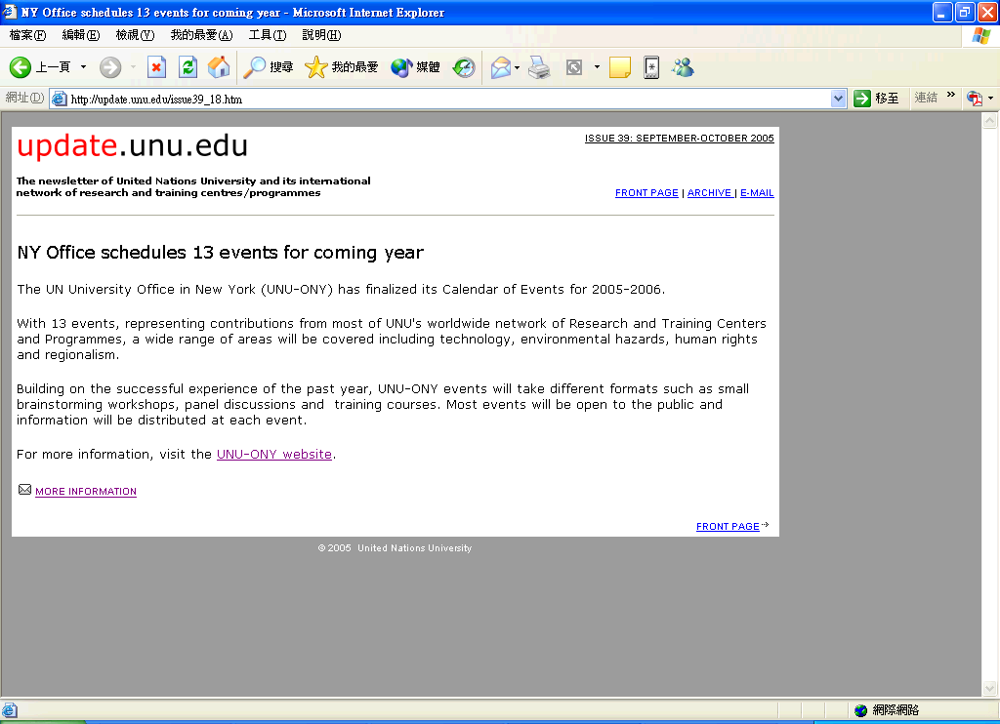 NY Office schedules 13 events for coming year - Microsoft Internet Explorer
檔案(F) 編輯(E) 檢視(V) 我的最愛(A) 工具(T) 說明(H)
上一頁 搜尋 我的最愛 媒體
網址(D) http://update.unu.edu/issue39_18.htm 移至 連結 »
update.unu.edu
ISSUE 39: SEPTEMBER-OCTOBER 2005
The newsletter of United Nations University and its international
network of research and training centres/programmes
FRONT PAGE | ARCHIVE | E-MAIL
NY Office schedules 13 events for coming year
The UN University Office in New York (UNU-ONY) has finalized its Calendar of Events for 2005-2006.
With 13 events, representing contributions from most of UNU's worldwide network of Research and Training Centers
and Programmes, a wide range of areas will be covered including technology, environmental hazards, human rights
and regionalism.
Building on the successful experience of the past year, UNU-ONY events will take different formats such as small
brainstorming workshops, panel discussions and  training courses. Most events will be open to the public and
information will be distributed at each event.
For more information, visit the UNU-ONY website.
MORE INFORMATION
FRONT PAGE
© 2005  United Nations University
網際網路